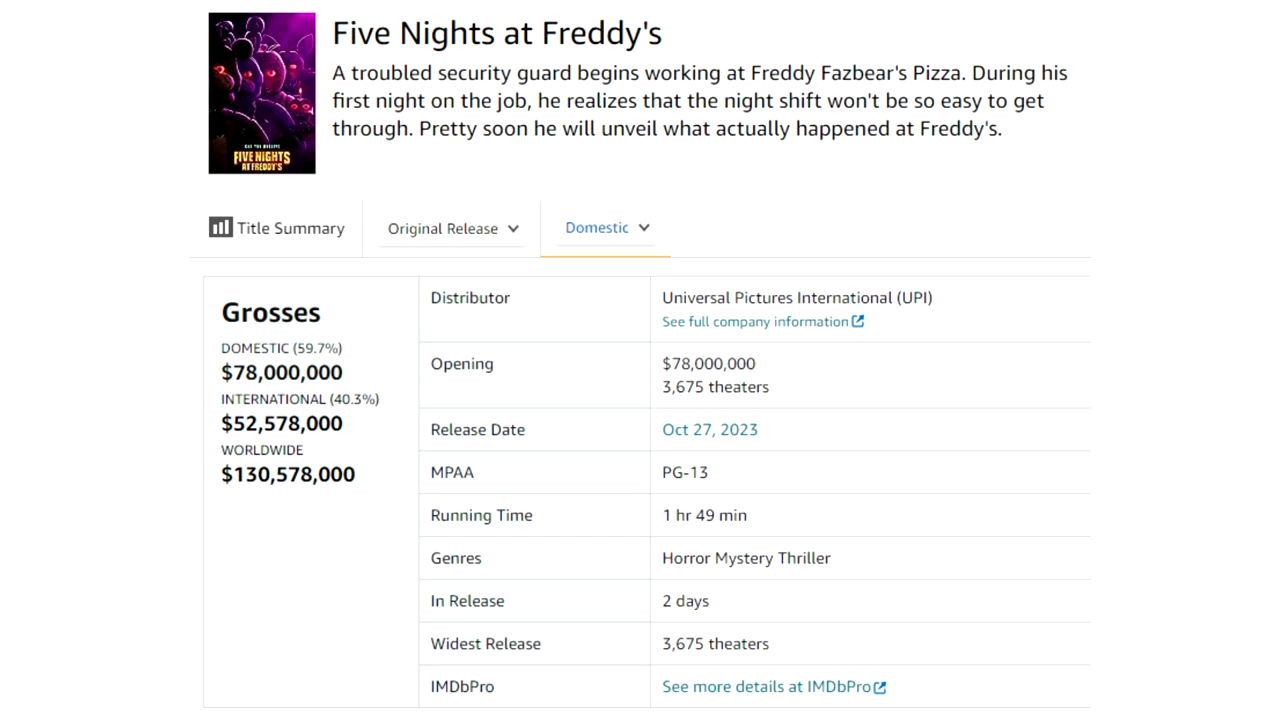 Five Nights at Freddy's
A troubled security guard begins working at Freddy Fazbear's Pizza. During his
first night on the job, he realizes that the night shift won't be so easy to get
through. Pretty soon he will unveil what actually happened at Freddy's.
FIVE NIGHTS
AT FREDDY'S
Title Summary
Original Release
Domestic
Grosses
DOMESTIC (59.7%)
$78,000,000
INTERNATIONAL (40.3%)
$52,578,000
WORLDWIDE
$130,578,000
Distributor
Universal Pictures International (UPI)
See full company information
Opening
$78,000,000
3,675 theaters
Release Date
Oct 27, 2023
MPAA
PG-13
Running Time
1 hr 49 min
Genres
Horror Mystery Thriller
In Release
2 days
Widest Release
3,675 theaters
IMDbPro
See more details at IMDbPro